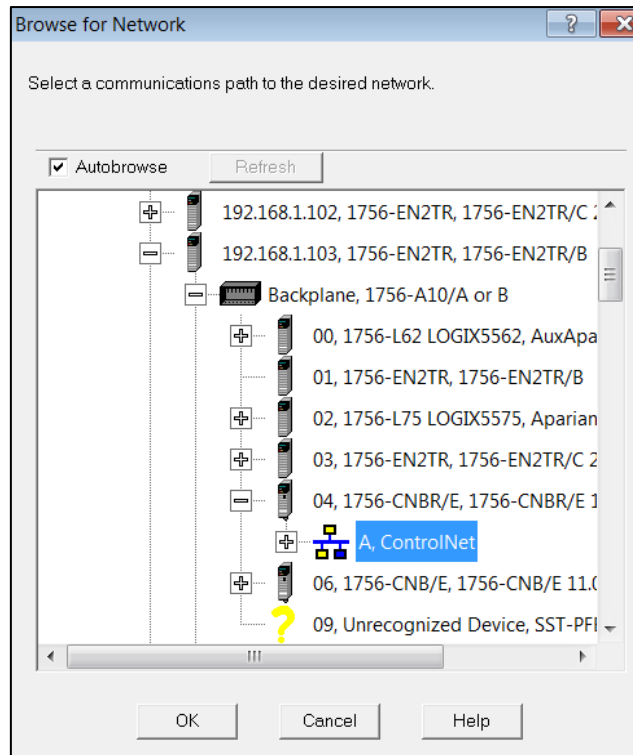 Browse for Network
Select a communications path to the desired network.
Autobrowse
Refresh
192.168.1.102, 1756-EN2TR, 1756-EN2TR/C
192.168.1.103, 1756-EN2TR, 1756-EN2TR/B
Backplane, 1756-A10/A or B
00, 1756-L62 LOGIX5562, AuxApa
01, 1756-EN2TR, 1756-EN2TR/B
02, 1756-L75 LOGIX5575, Aparian
03, 1756-EN2TR, 1756-EN2TR/C 2
04, 1756-CNBR/E, 1756-CNBR/E 1
A, ControlNet
06, 1756-CNB/E, 1756-CNB/E 11.0
09, Unrecognized Device, SST-PF
OK Cancel Help